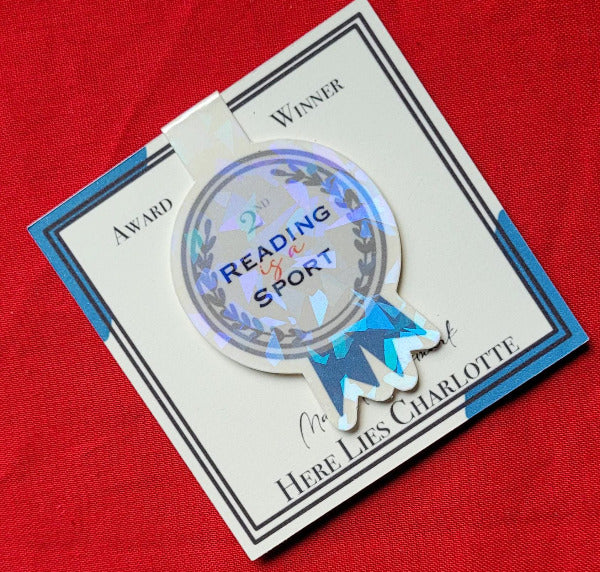 AWARD WINNER
2ND
READING
is a
SPORT
HERE LIES CHARLOTTE